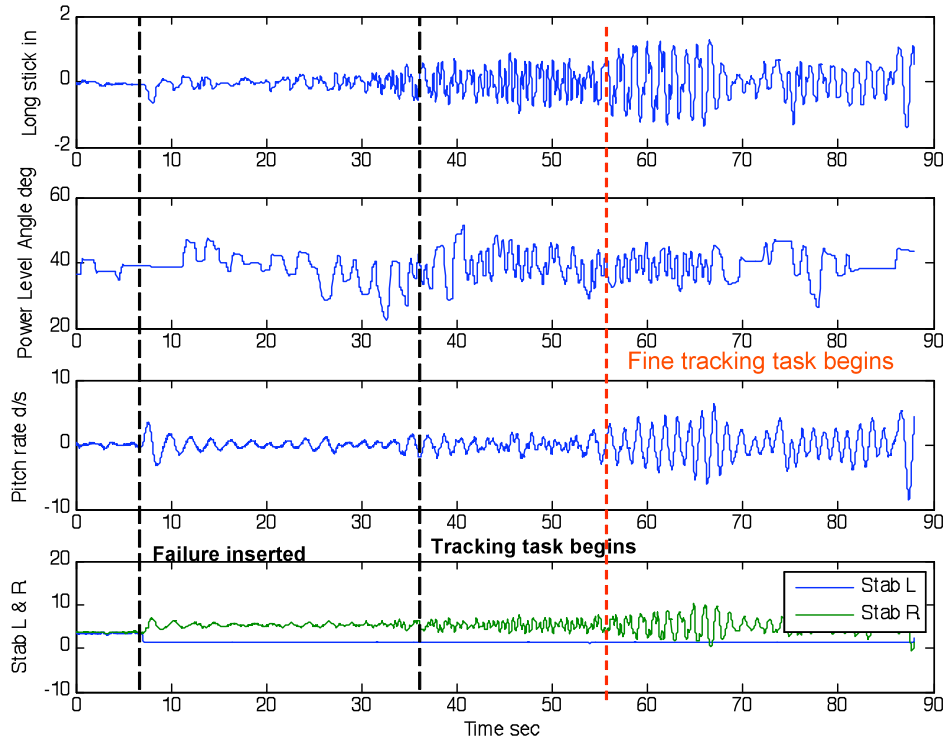 2
0
-2
Long stick in
0 10 20 30 40 50 60 70 80 90
60
40
20
Power Level Angle deg
0 10 20 30 40 50 60 70 80 90
Fine tracking task begins
10
0
-10
Pitch rate d/s
0 10 20 30 40 50 60 70 80 90
Failure inserted
Tracking task begins
20
10
0
-10
Stab L & R
Stab L
Stab R
0 10 20 30 40 50 60 70 80 90
Time sec